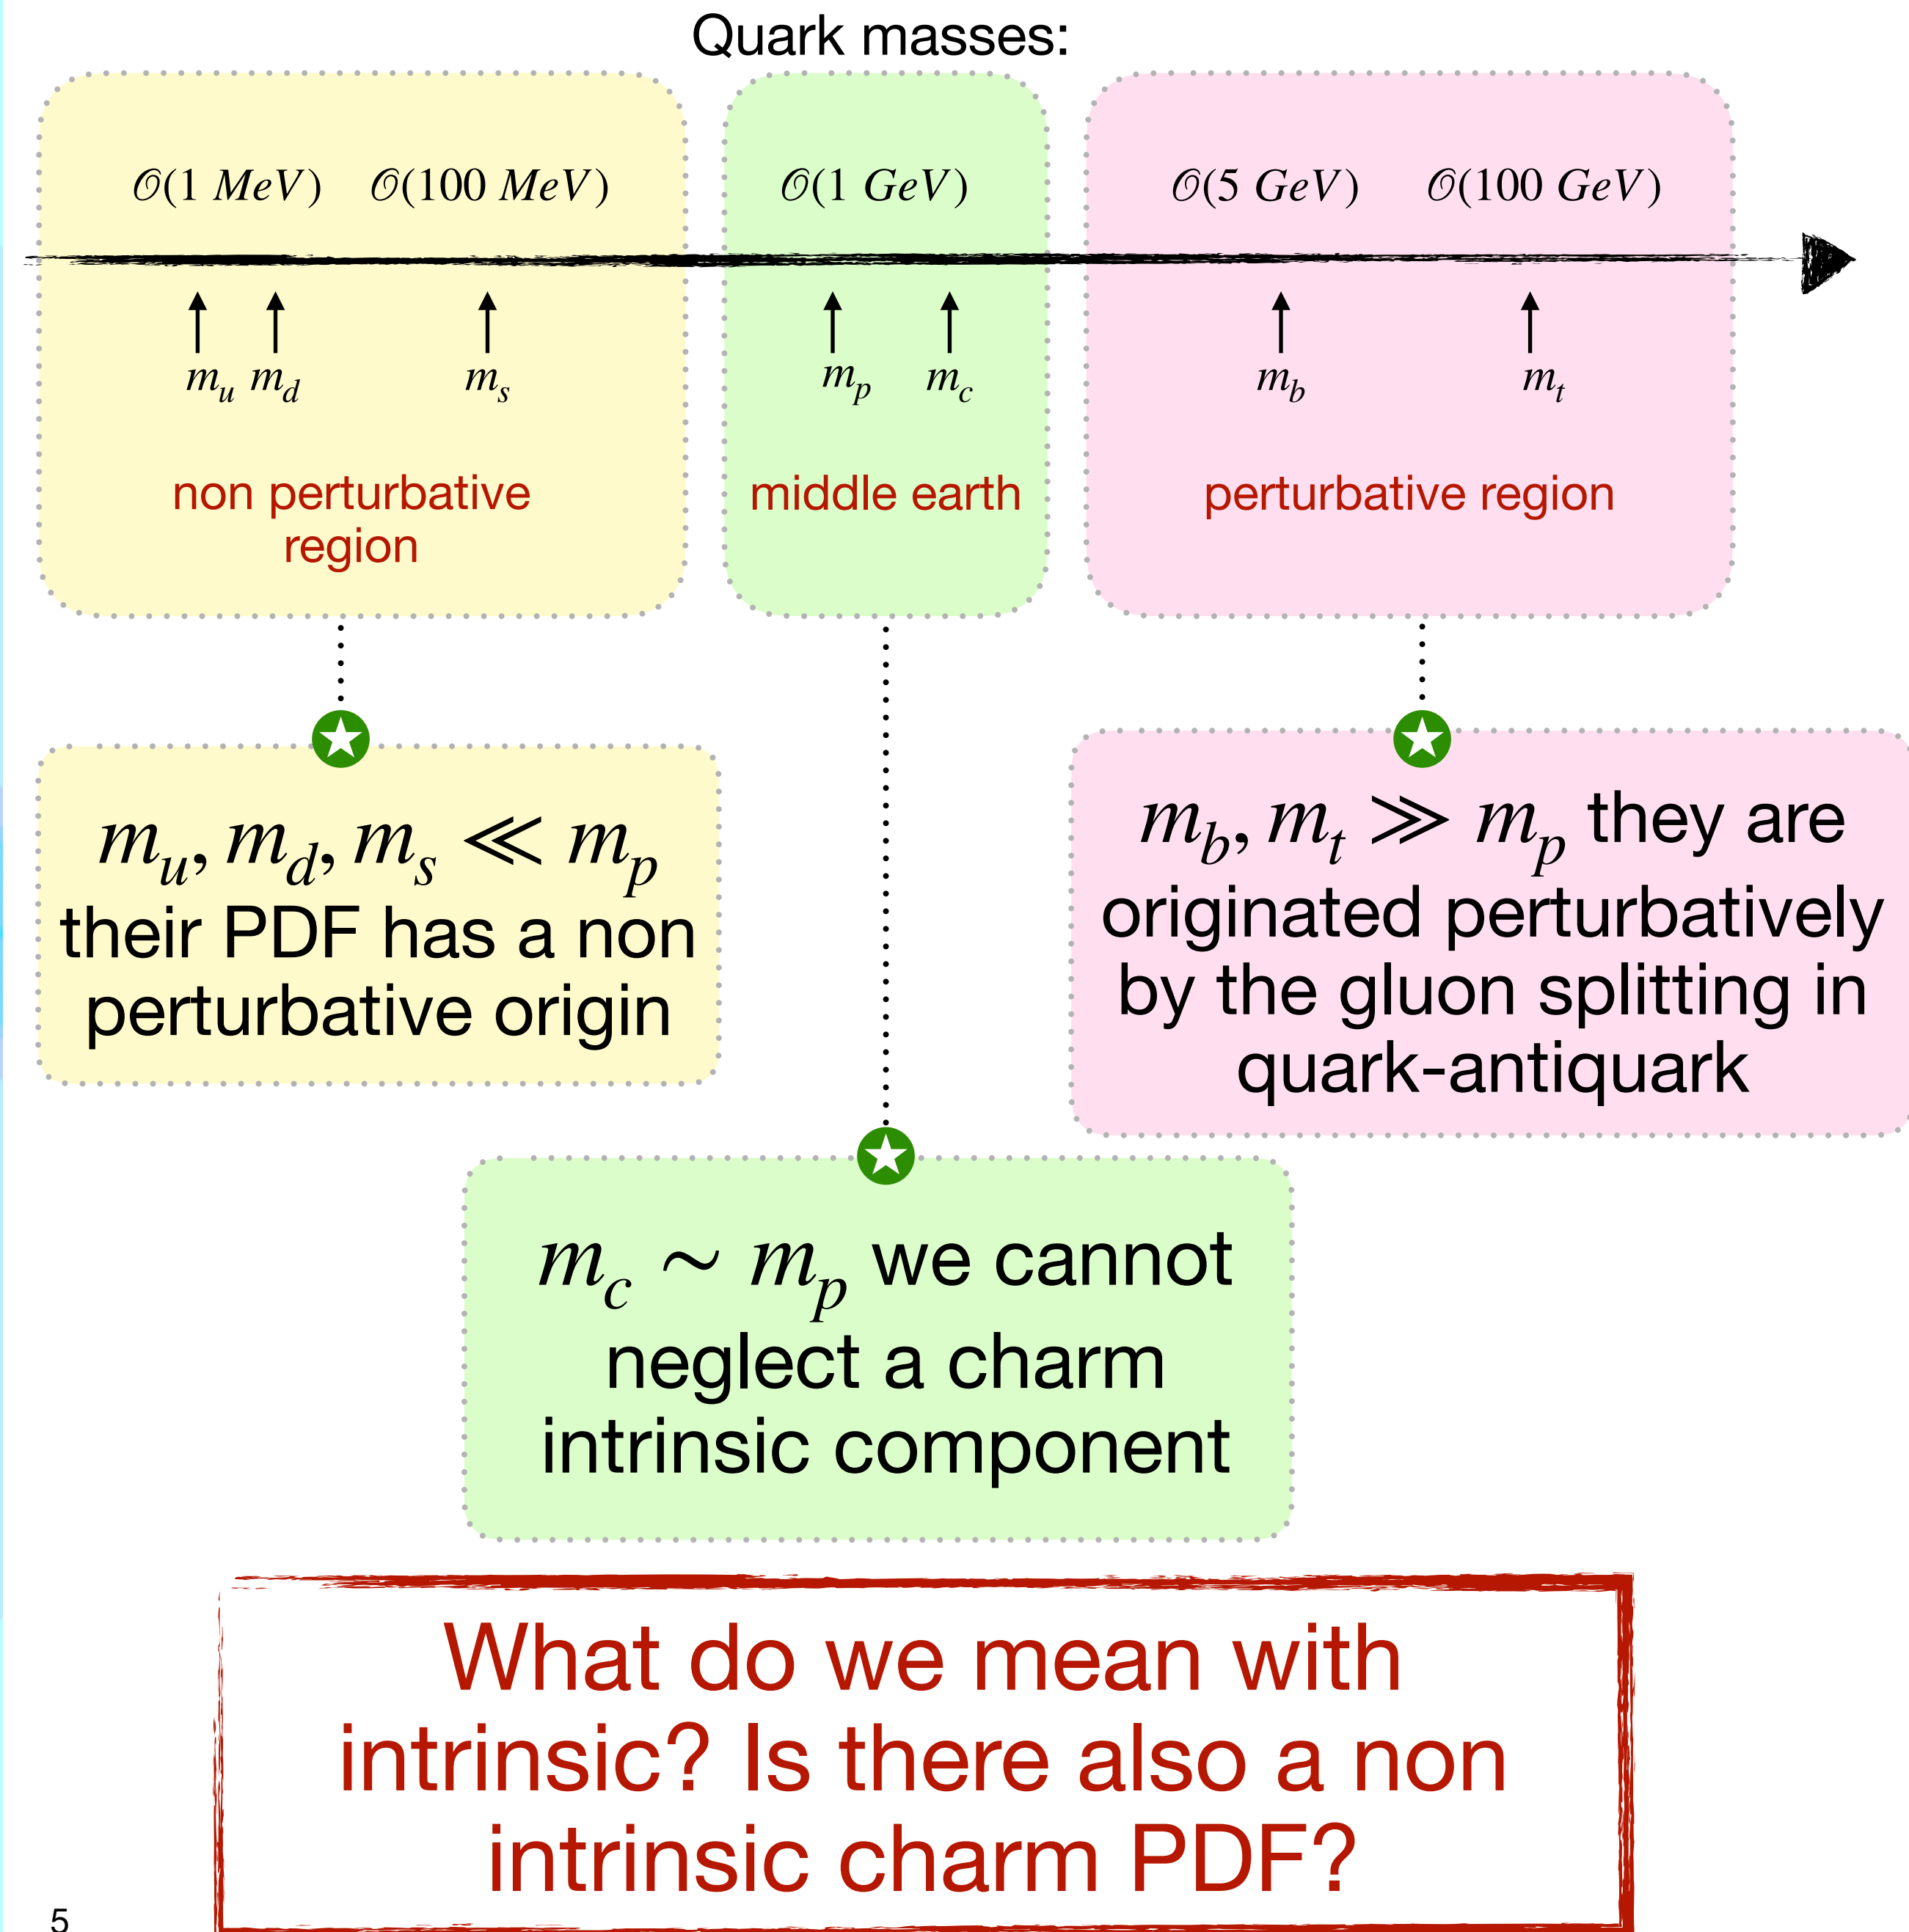 Quark masses:
𝒪(1 MeV) 𝒪(100 MeV) 𝒪(1 GeV) 𝒪(5 GeV) 𝒪(100 GeV)
m_u m_d m_s m_p m_c m_b m_t
non perturbative
region
middle earth
perturbative region
m_u, m_d, m_s ≪ m_p
their PDF has a non
perturbative origin
m_b, m_t ≫ m_p they are
originated perturbatively
by the gluon splitting in
quark-antiquark
m_c ∼ m_p we cannot
neglect a charm
intrinsic component
What do we mean with
intrinsic? Is there also a non
intrinsic charm PDF?
5